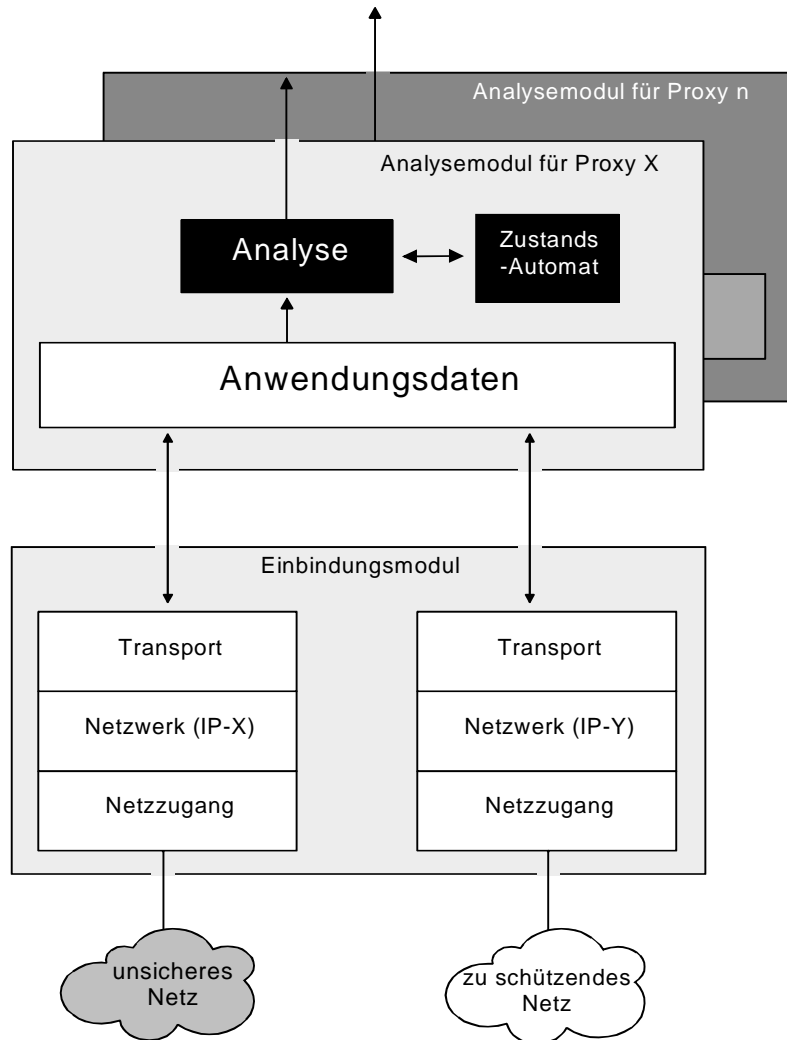 Analysemodul für Proxy n
Analysemodul für Proxy X
Analyse
Zustands
-Automat
Anwendungsdaten
Einbindungsmodul
Transport
Transport
Netzwerk (IP-X)
Netzwerk (IP-Y)
Netzzugang
Netzzugang
unsicheres
Netz
zu schützendes
Netz